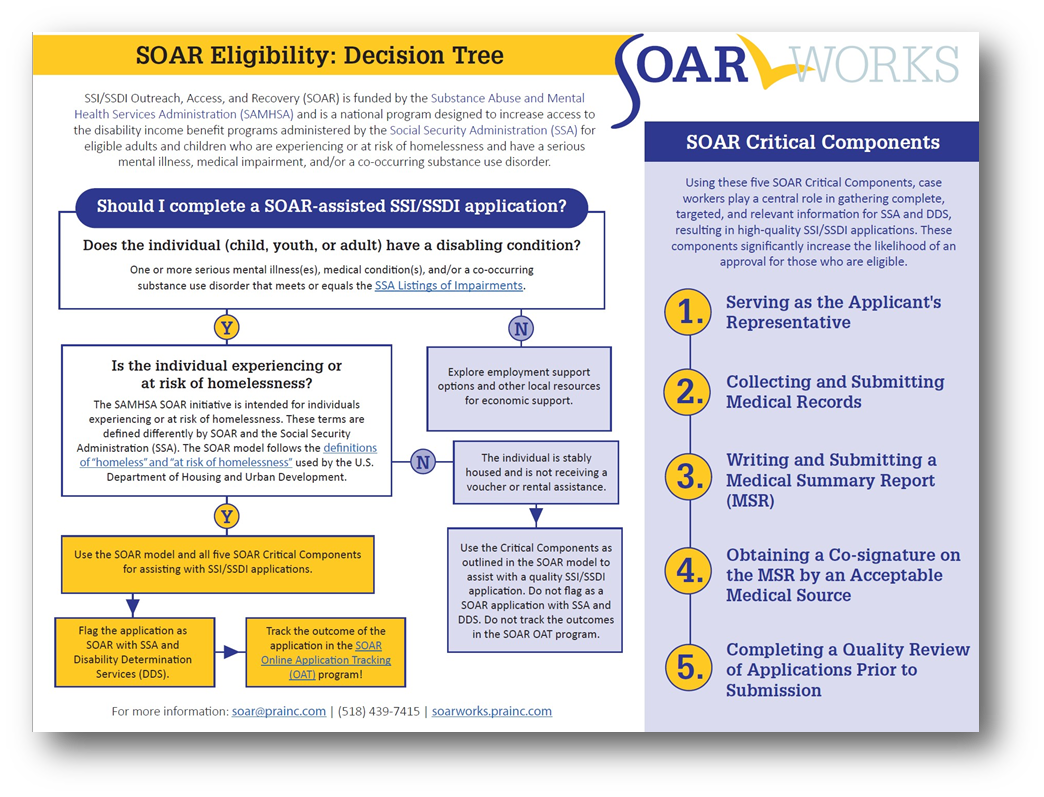 SOAR Eligibility: Decision Tree
SOAR WORKS
SSI/SSDI Outreach, Access, and Recovery (SOAR) is funded by the Substance Abuse and Mental
Health Services Administration (SAMHSA) and is a national program designed to increase access to
the disability income benefit programs administered by the Social Security Administration (SSA) for
eligible adults and children who are experiencing or at risk of homelessness and have a serious
mental illness, medical impairment, and/or a co-occurring substance use disorder.
Should I complete a SOAR-assisted SSI/SSDI application?
Does the individual (child, youth, or adult) have a disabling condition?
One or more serious mental illness(es), medical condition(s), and/or a co-occurring
substance use disorder that meets or equals the SSA Listings of Impairments.
Y
N
Is the individual experiencing or
at risk of homelessness?
The SAMHSA SOAR initiative is intended for individuals
experiencing or at risk of homelessness. These terms are
defined differently by SOAR and the Social Security
Administration (SSA). The SOAR model follows the definitions
of "homeless" and "at risk of homelessness" used by the U.S.
Department of Housing and Urban Development.
Explore employment support
options and other local resources
for economic support.
N
The individual is stably
housed and is not receiving a
voucher or rental assistance.
Y
Use the SOAR model and all five SOAR Critical Components
for assisting with SSI/SSDI applications.
Use the Critical Components as
outlined in the SOAR model to
assist with a quality SSI/SSDI
application. Do not flag as a
SOAR application with SSA and
DDS. Do not track the outcomes
in the SOAR OAT program.
Flag the application as
SOAR with SSA and
Disability Determination
Services (DDS).
Track the outcome of the
application in the SOAR
Online Application Tracking
(OAT) program!
For more information: soar@prainc.com | (518) 439-7415 | soarworks.prainc.com
SOAR Critical Components
Using these five SOAR Critical Components, case
workers play a central role in gathering complete,
targeted, and relevant information for SSA and DDS,
resulting in high-quality SSI/SSDI applications. These
components significantly increase the likelihood of an
approval for those who are eligible.
1. Serving as the Applicant's
Representative
2. Collecting and Submitting
Medical Records
3. Writing and Submitting a
Medical Summary Report
(MSR)
4. Obtaining a Co-signature on
the MSR by an Acceptable
Medical Source
5. Completing a Quality Review
of Applications Prior to
Submission